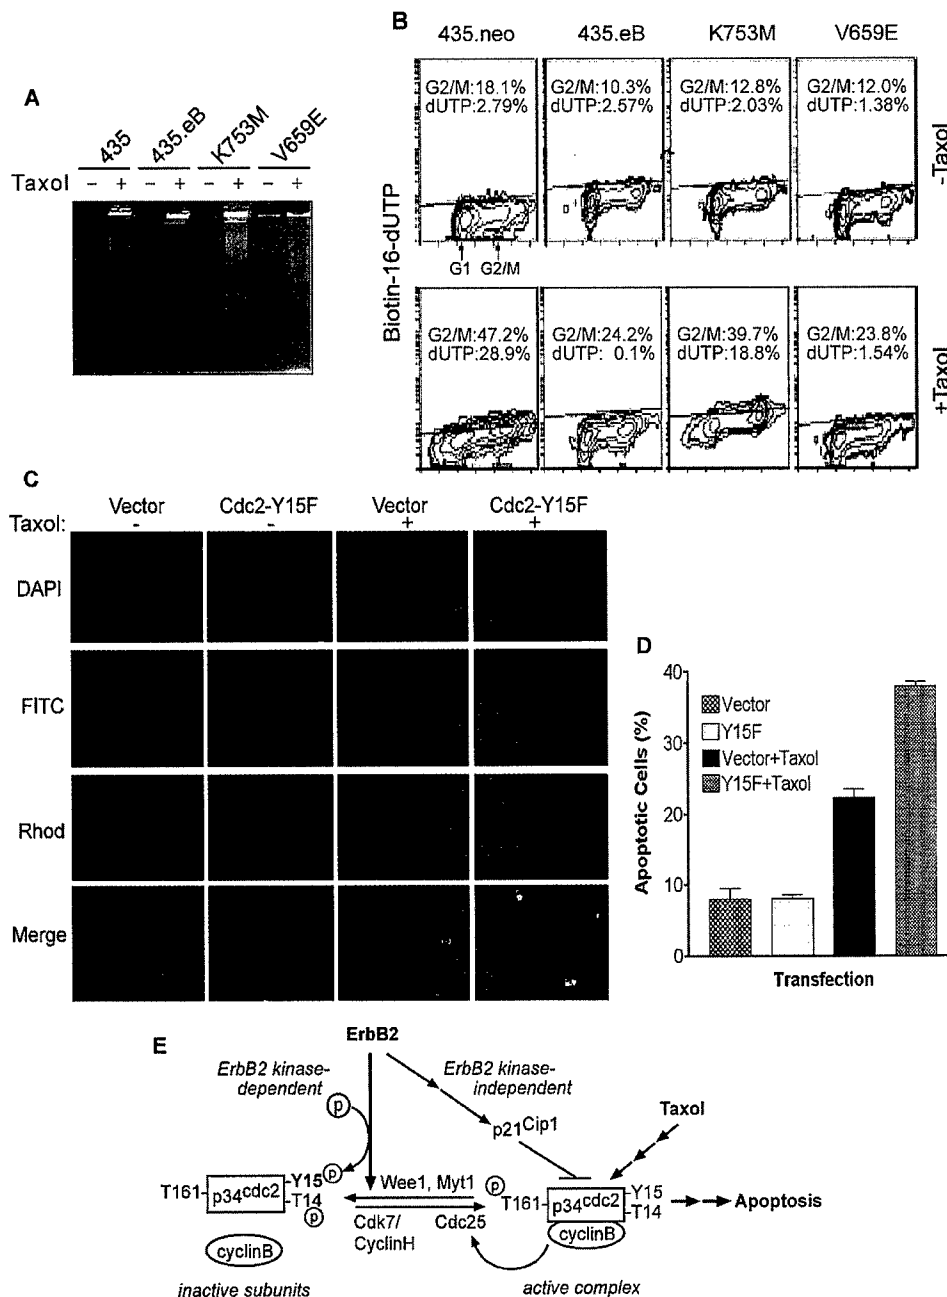 A
435 435.eB K753M V659E
Taxol - + - + - + - +
B
435.neo 435.eB K753M V659E
G2/M:18.1% G2/M:10.3% G2/M:12.8% G2/M:12.0%
dUTP:2.79% dUTP:2.57% dUTP:2.03% dUTP:1.38%
-Taxol
G1 G2/M
Biotin-16-dUTP
G2/M:47.2% G2/M:24.2% G2/M:39.7% G2/M:23.8%
dUTP:28.9% dUTP: 0.1% dUTP:18.8% dUTP:1.54%
+Taxol
C
Vector Cdc2-Y15F Vector Cdc2-Y15F
Taxol: - - + +
DAPI
FITC
Rhod
Merge
D
40
30
20
10
0
Apoptotic Cells (%)
Vector
Y15F
Vector+Taxol
Y15F+Taxol
Transfection
E
ErbB2
ErbB2 kinase-
dependent
ErbB2 kinase-
independent
p
p21Cip1
Taxol
T161 p34cdc2 Y15 p
T14
p
cyclinB
inactive subunits
Wee1, Myt1
Cdk7/ Cdc25
CyclinH
p
T161 p34cdc2 Y15
T14
cyclinB
active complex
Apoptosis